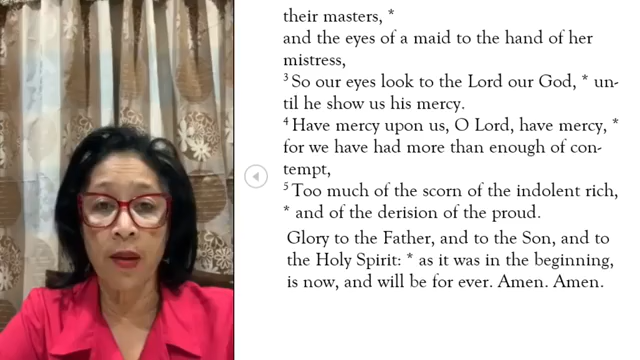 their masters, *
and the eyes of a maid to the hand of her
mistress,
3 So our eyes look to the Lord our God, * un-
til he show us his mercy.
4 Have mercy upon us, O Lord, have mercy, *
for we have had more than enough of con-
tempt,
5 Too much of the scorn of the indolent rich,
* and of the derision of the proud.
Glory to the Father, and to the Son, and to
the Holy Spirit: * as it was in the beginning,
is now, and will be for ever. Amen. Amen.